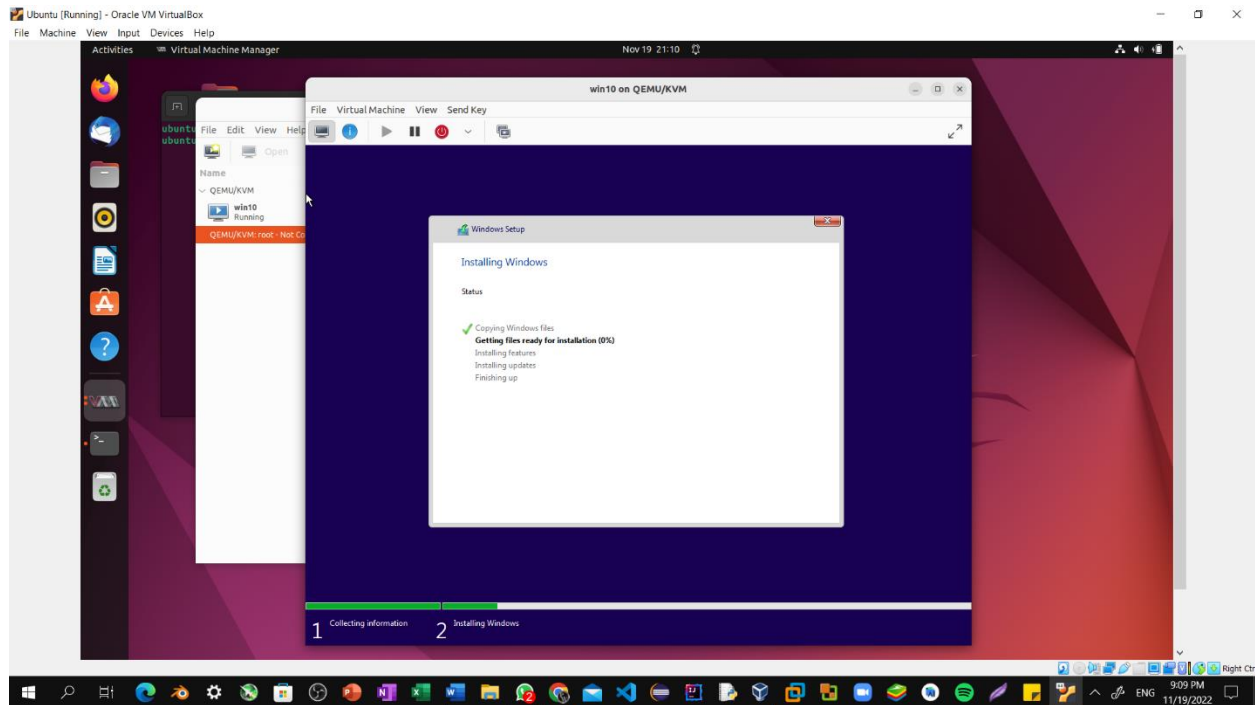 Ubuntu [Running] - Oracle VM VirtualBox
File Machine View Input Devices Help
Activities Virtual Machine Manager Nov 19 21:10
win10 on QEMU/KVM
File Virtual Machine View Send Key
ubuntu
ubuntu
File Edit View Help
Open
Name
QEMU/KVM
win10
Running
QEMU/KVM: root - Not Co
Windows Setup
Installing Windows
Status
Copying Windows files
Getting files ready for installation (0%)
Installing features
Installing updates
Finishing up
1 Collecting information 2 Installing Windows
Right Ctr
ENG
9:09 PM
11/19/2022